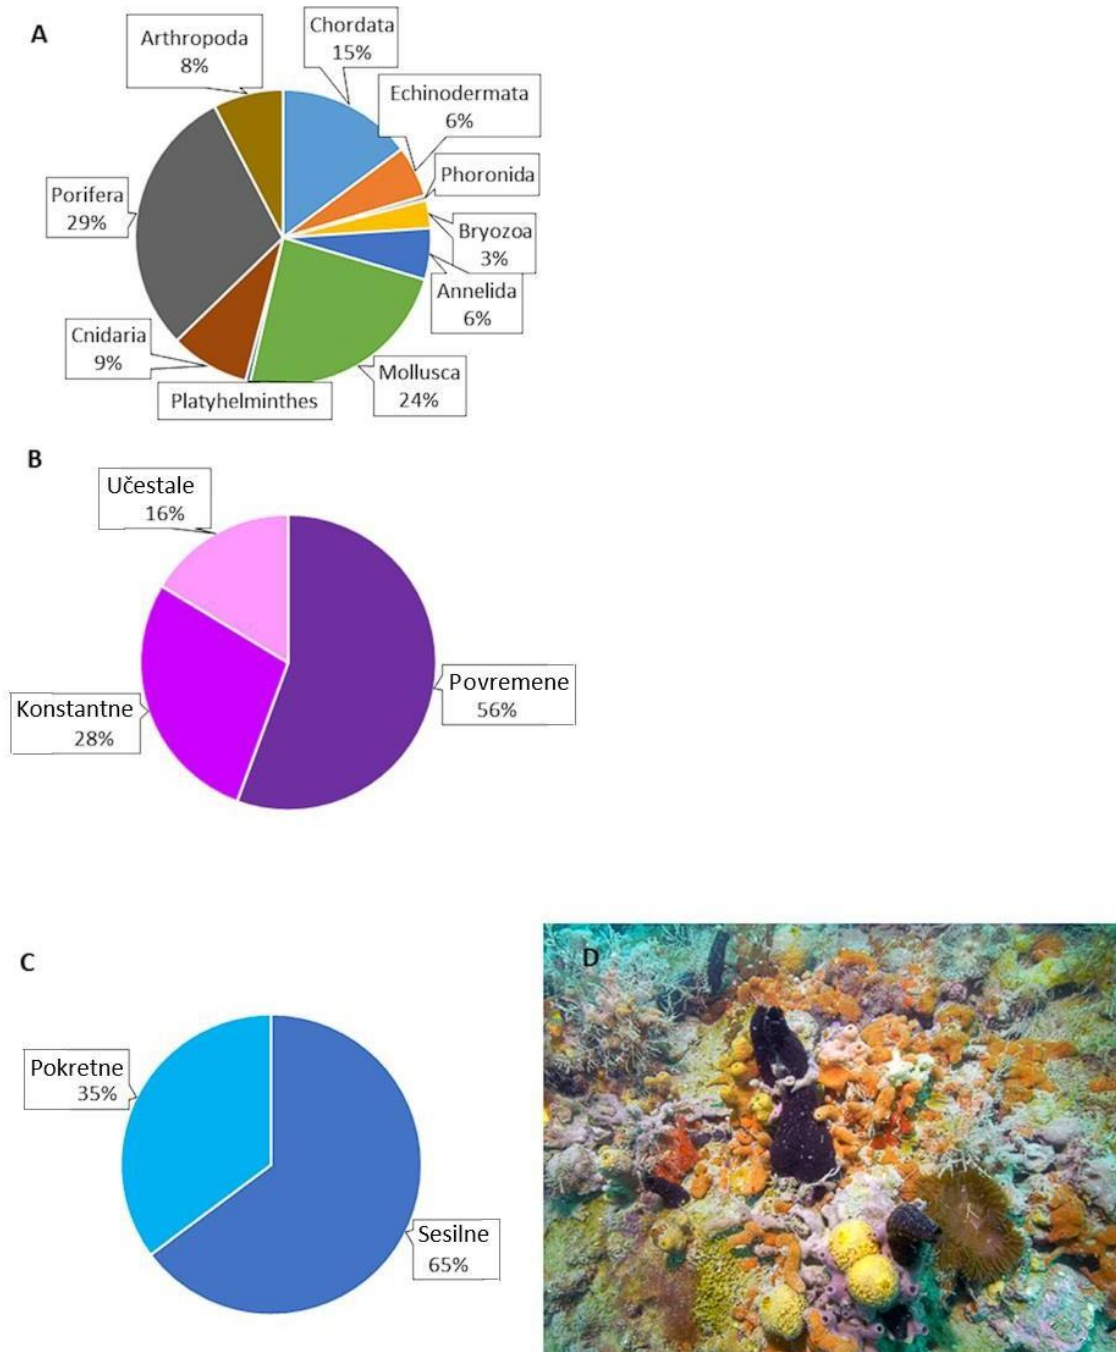 A
Arthropoda
8%
Chordata
15%
Echinodermata
6%
Phoronida
Porifera
29%
Bryozoa
3%
Annelida
6%
Cnidaria
9%
Mollusca
24%
Platyhelminthes
B
Učestale
16%
Povremene
56%
Konstantne
28%
C
D
Pokretne
35%
Sesilne
65%